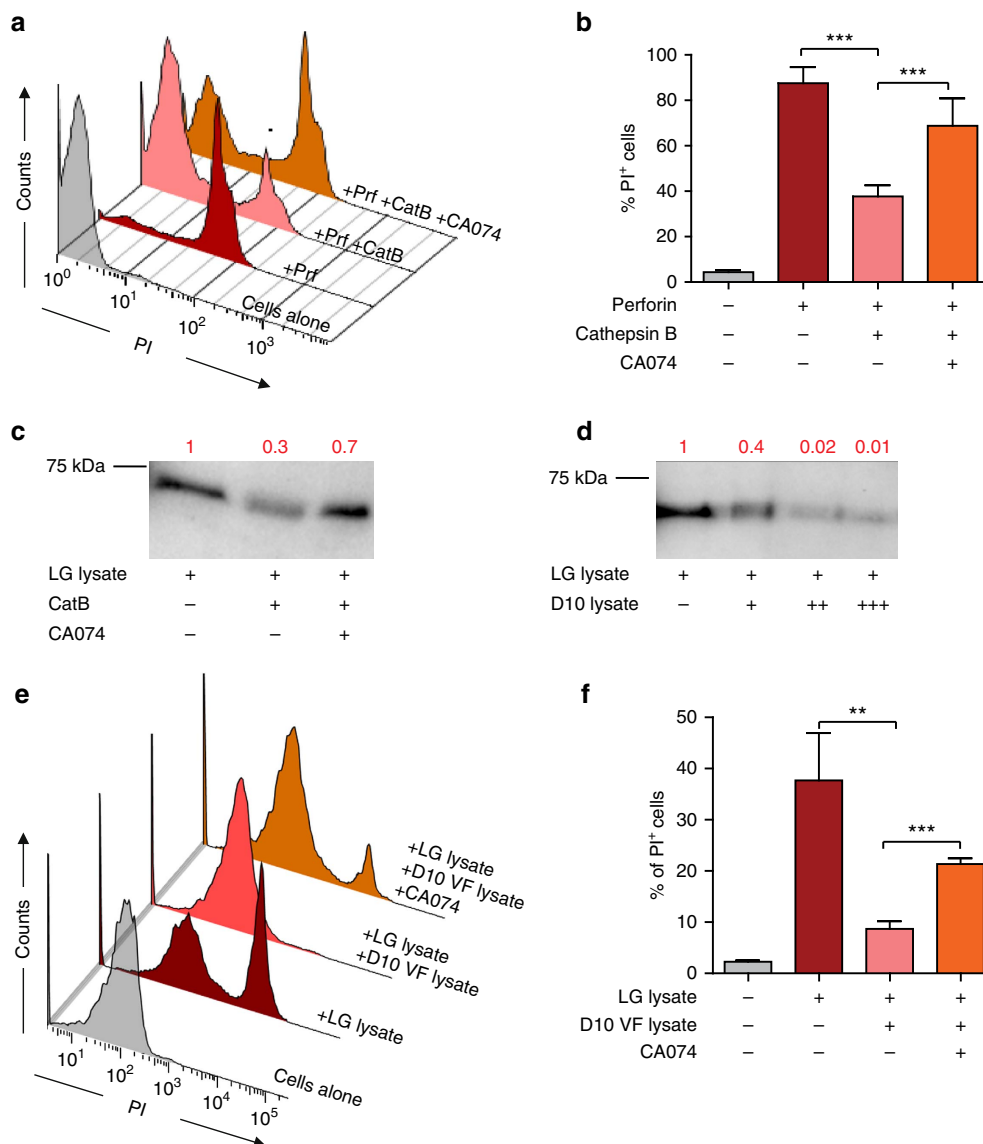 a
Counts
10⁰
10¹
10²
10³
PI
+Prf +CatB +CA074
+Prf +CatB
+Prf
Cells alone
b
% PI⁺ cells
100
80
60
40
20
0
***
***
Perforin – + + +
Cathepsin B – – + +
CA074 – – – +
c
1 0.3 0.7
75 kDa
LG lysate + + +
CatB – + +
CA074 – – +
d
1 0.4 0.02 0.01
75 kDa
LG lysate + + + +
D10 lysate – + ++ +++
e
Counts
+LG lysate
+D10 VF lysate
+CA074
+LG lysate
+D10 VF lysate
+LG lysate
Cells alone
10¹
10²
10³
10⁴
10⁵
PI
f
% of PI⁺ cells
50
40
30
20
10
0
**
***
LG lysate – + + +
D10 VF lysate – – + +
CA074 – – – +